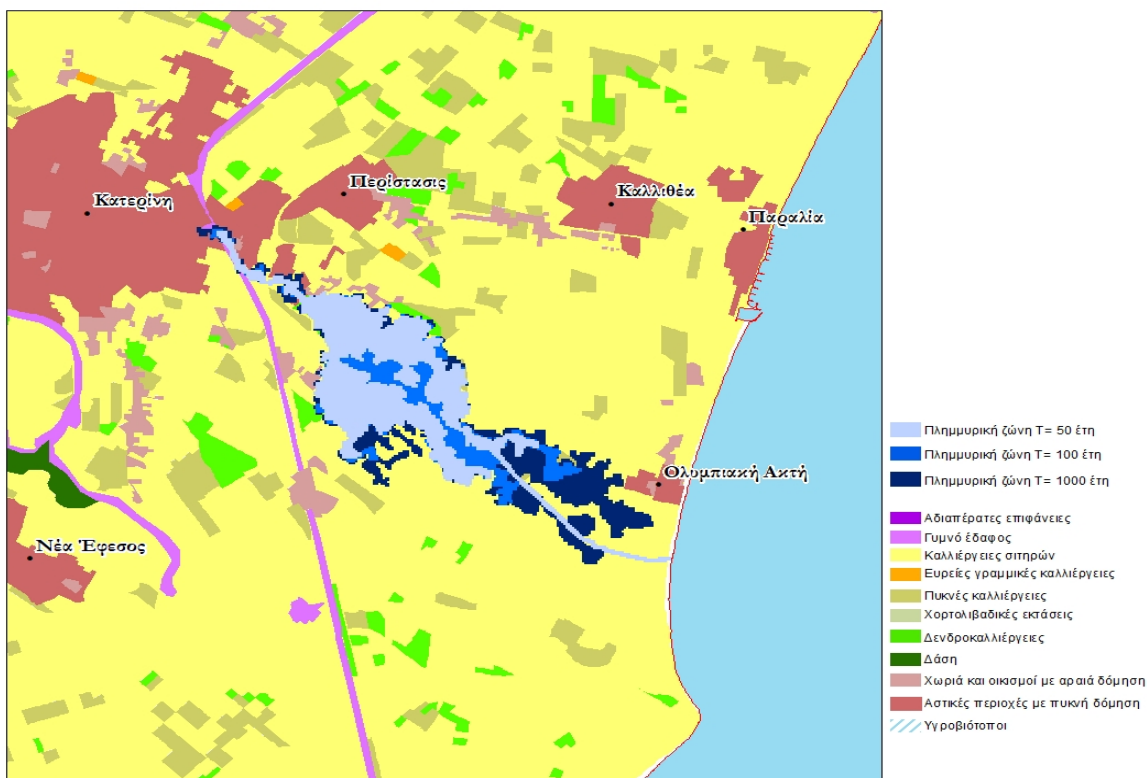 Περίστασις
Κατερίνη
Καλλιθέα
Παραλία
Ολυμπιακή Ακτή
Νέα Έφεσος
Πλημμυρική ζώνη T= 50 έτη
Πλημμυρική ζώνη T= 100 έτη
Πλημμυρική ζώνη T= 1000 έτη
Αδιαπέρατες επιφάνειες
Γυμνό έδαφος
Καλλιέργειες σιτηρών
Ευρείες γραμμικές καλλιέργειες
Πυκνές καλλιέργειες
Χορτολιβαδικές εκτάσεις
Δενδροκαλλιέργειες
Δάση
Χωριά και οικισμοί με αραιά δόμηση
Αστικές περιοχές με πυκνή δόμηση
Υγροβιότοποι